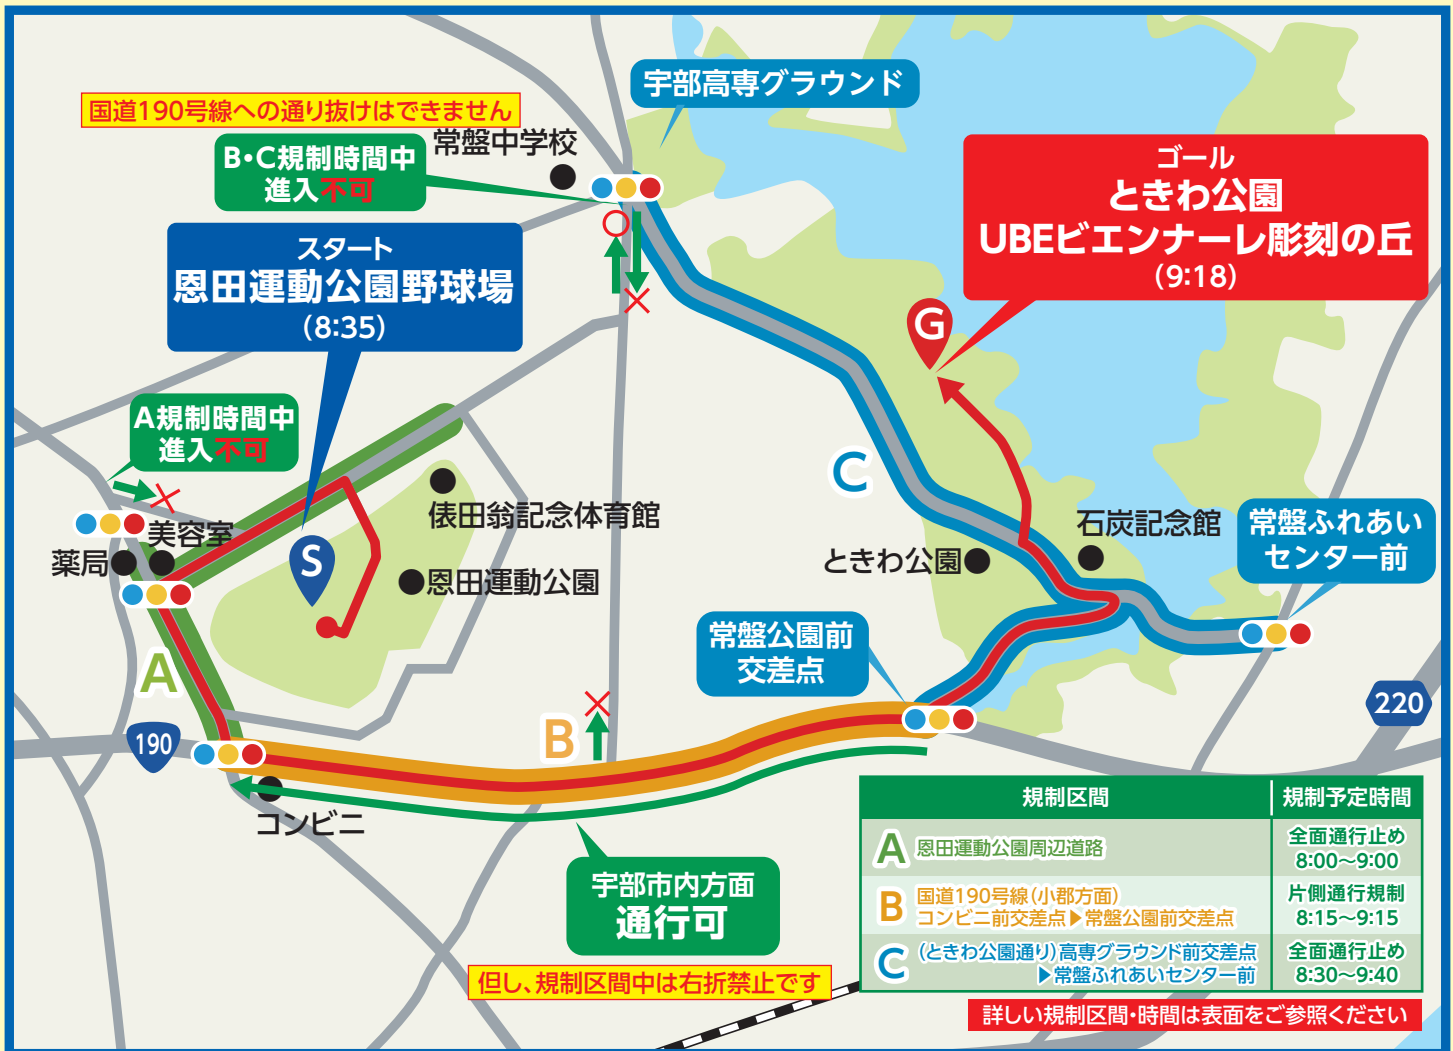 宇部高専グラウンド
国道190号線への通り抜けはできません
常盤中学校
B・C規制時間中
進入不可
ゴール
ときわ公園
UBEビエンナーレ彫刻の丘
(9:18)
スタート
恩田運動公園野球場
(8:35)
G
A規制時間中
進入不可
C
俵田翁記念体育館
石炭記念館
常盤ふれあい
センター前
美容室
薬局
S
ときわ公園
恩田運動公園
常盤公園前
交差点
A
220
190
B
コンビニ
規制区間
規制予定時間
A 恩田運動公園周辺道路
全面通行止め
8:00〜9:00
B 国道190号線(小郡方面)
コンビニ前交差点▶常盤公園前交差点
片側通行規制
8:15〜9:15
C (ときわ公園通り)高専グラウンド前交差点
▶常盤ふれあいセンター前
全面通行止め
8:30〜9:40
宇部市内方面
通行可
但し、規制区間中は右折禁止です
詳しい規制区間・時間は表面をご参照ください